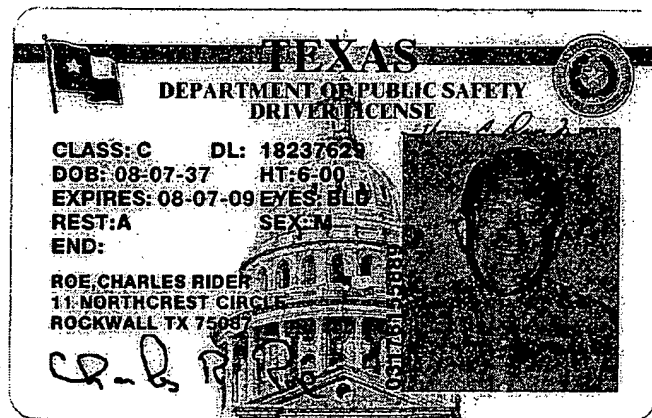 TEXAS
DEPARTMENT OF PUBLIC SAFETY
DRIVER LICENSE
CLASS: C DL: 18237629
DOB: 08-07-37 HT:6-00
EXPIRES: 08-07-09 EYES: BLU
REST:A SEX:M
END:
ROE,CHARLES RIDER
11 NORTHCREST CIRCLE
ROCKWALL TX 75087